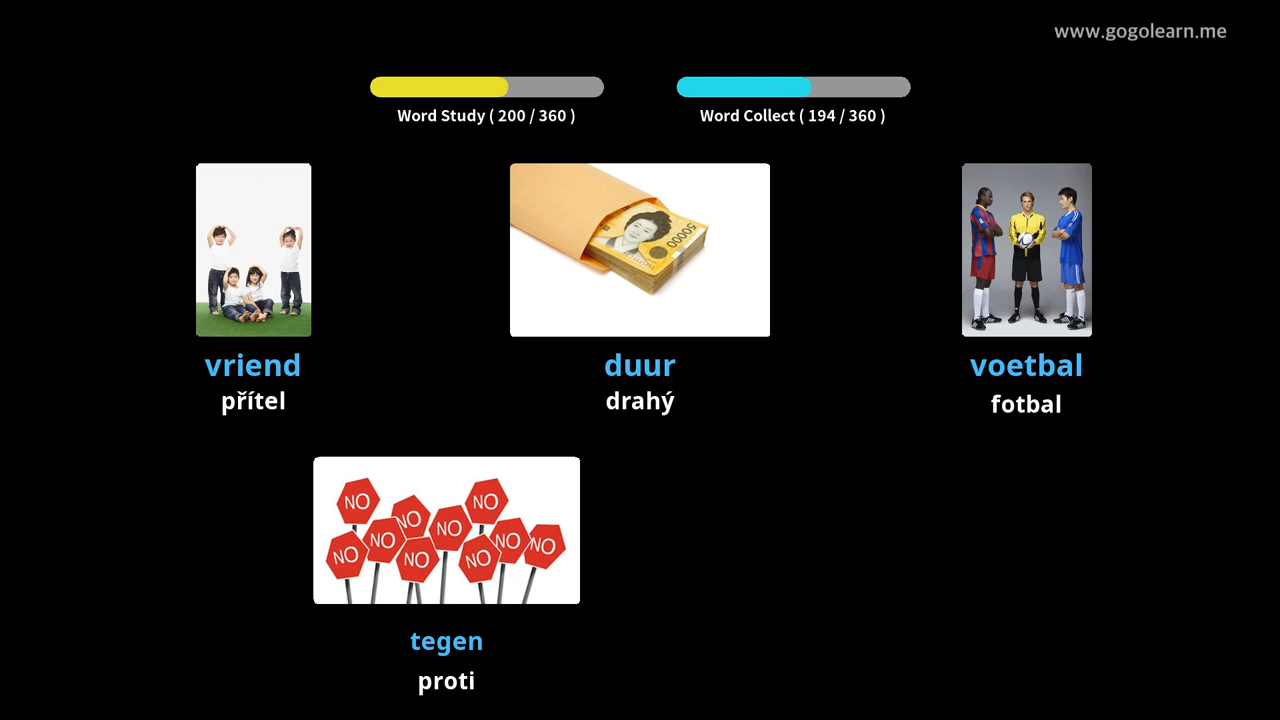 www.gogolearn.me
Word Study ( 200 / 360 )
Word Collect ( 194 / 360 )
50000
vriend
duur
voetbal
přítel
drahý
fotbal
NO
NO
NO
NO
NO
NO
NO
NO
NO
NO
tegen
proti